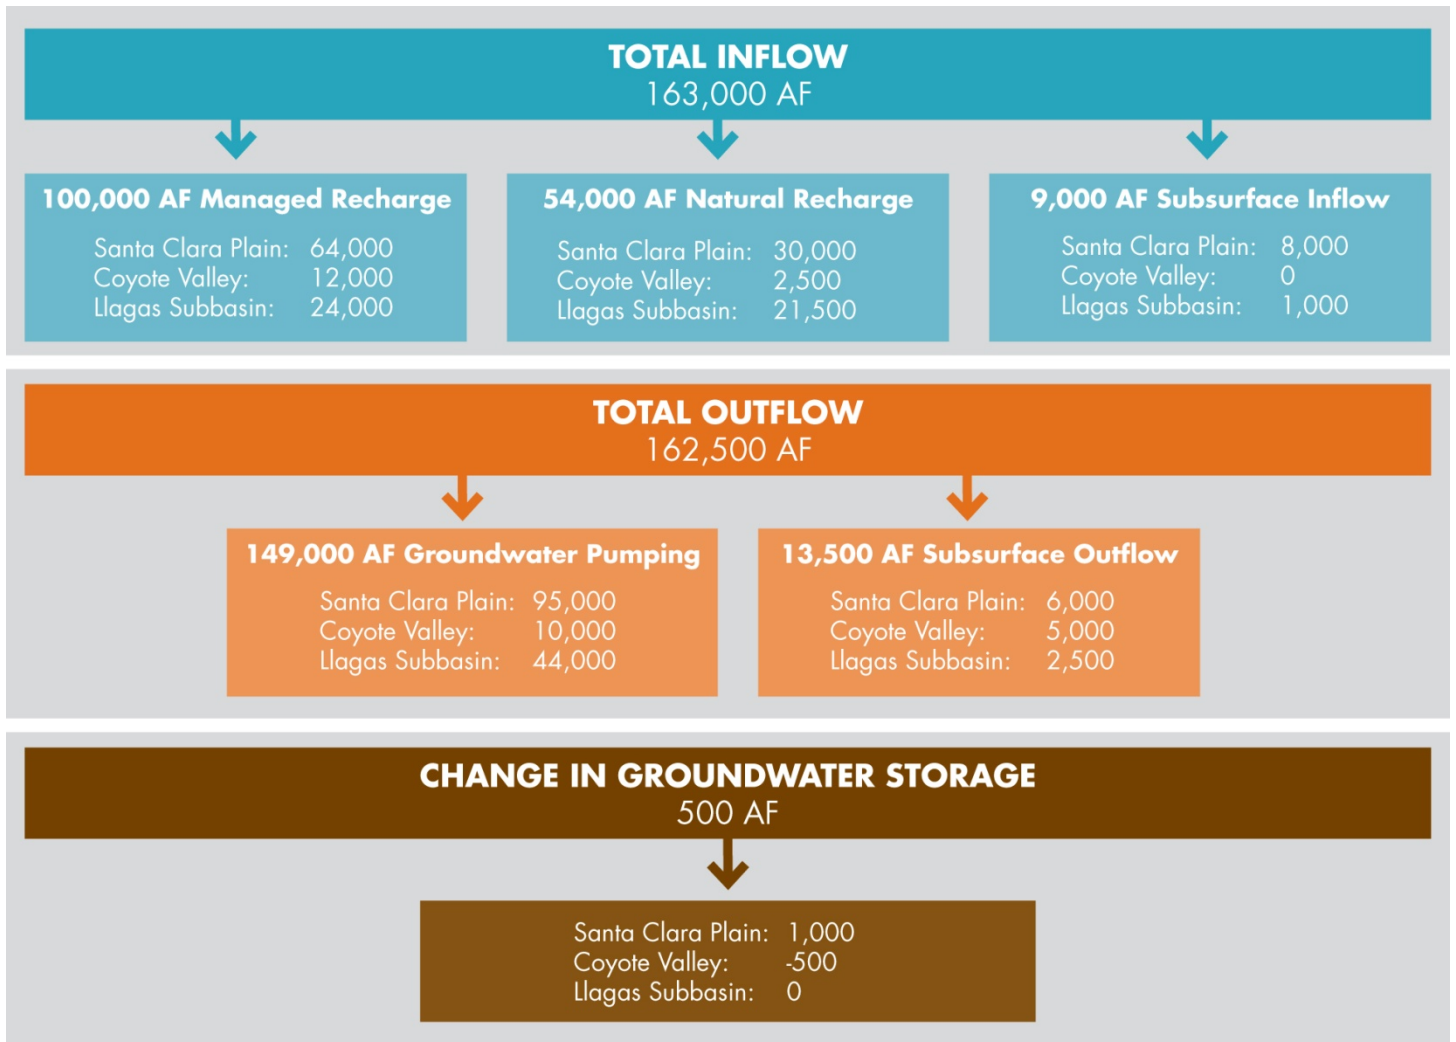 TOTAL INFLOW
163,000 AF
100,000 AF Managed Recharge
Santa Clara Plain: 64,000
Coyote Valley: 12,000
Llagas Subbasin: 24,000
54,000 AF Natural Recharge
Santa Clara Plain: 30,000
Coyote Valley: 2,500
Llagas Subbasin: 21,500
9,000 AF Subsurface Inflow
Santa Clara Plain: 8,000
Coyote Valley: 0
Llagas Subbasin: 1,000
TOTAL OUTFLOW
162,500 AF
149,000 AF Groundwater Pumping
Santa Clara Plain: 95,000
Coyote Valley: 10,000
Llagas Subbasin: 44,000
13,500 AF Subsurface Outflow
Santa Clara Plain: 6,000
Coyote Valley: 5,000
Llagas Subbasin: 2,500
CHANGE IN GROUNDWATER STORAGE
500 AF
Santa Clara Plain: 1,000
Coyote Valley: -500
Llagas Subbasin: 0